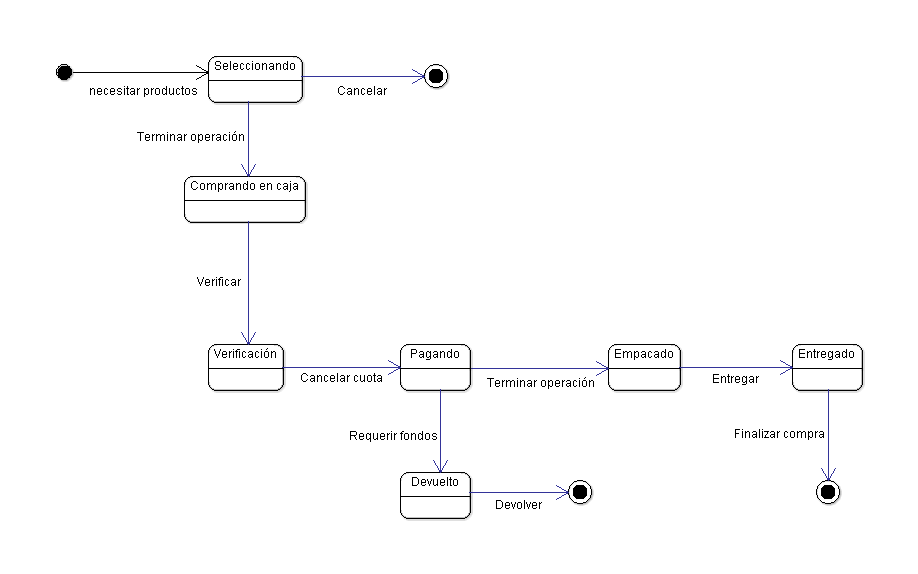 Seleccionando
necesitar productos
Cancelar
Terminar operación
Comprando en caja
Verificar
Verificación
Pagando
Empacado
Entregado
Cancelar cuota
Terminar operación
Entregar
Requerir fondos
Finalizar compra
Devuelto
Devolver